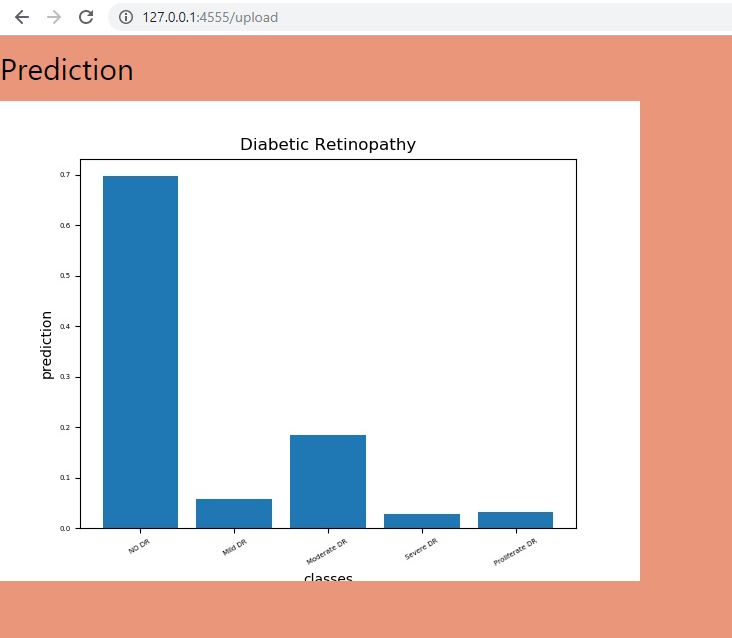 127.0.0.1:4555/upload
Prediction
Diabetic Retinopathy
prediction
0.7
0.6
0.5
0.4
0.3
0.2
0.1
0.0
NO DR
Mild DR
Moderate DR
Severe DR
Proliferate DR
classes